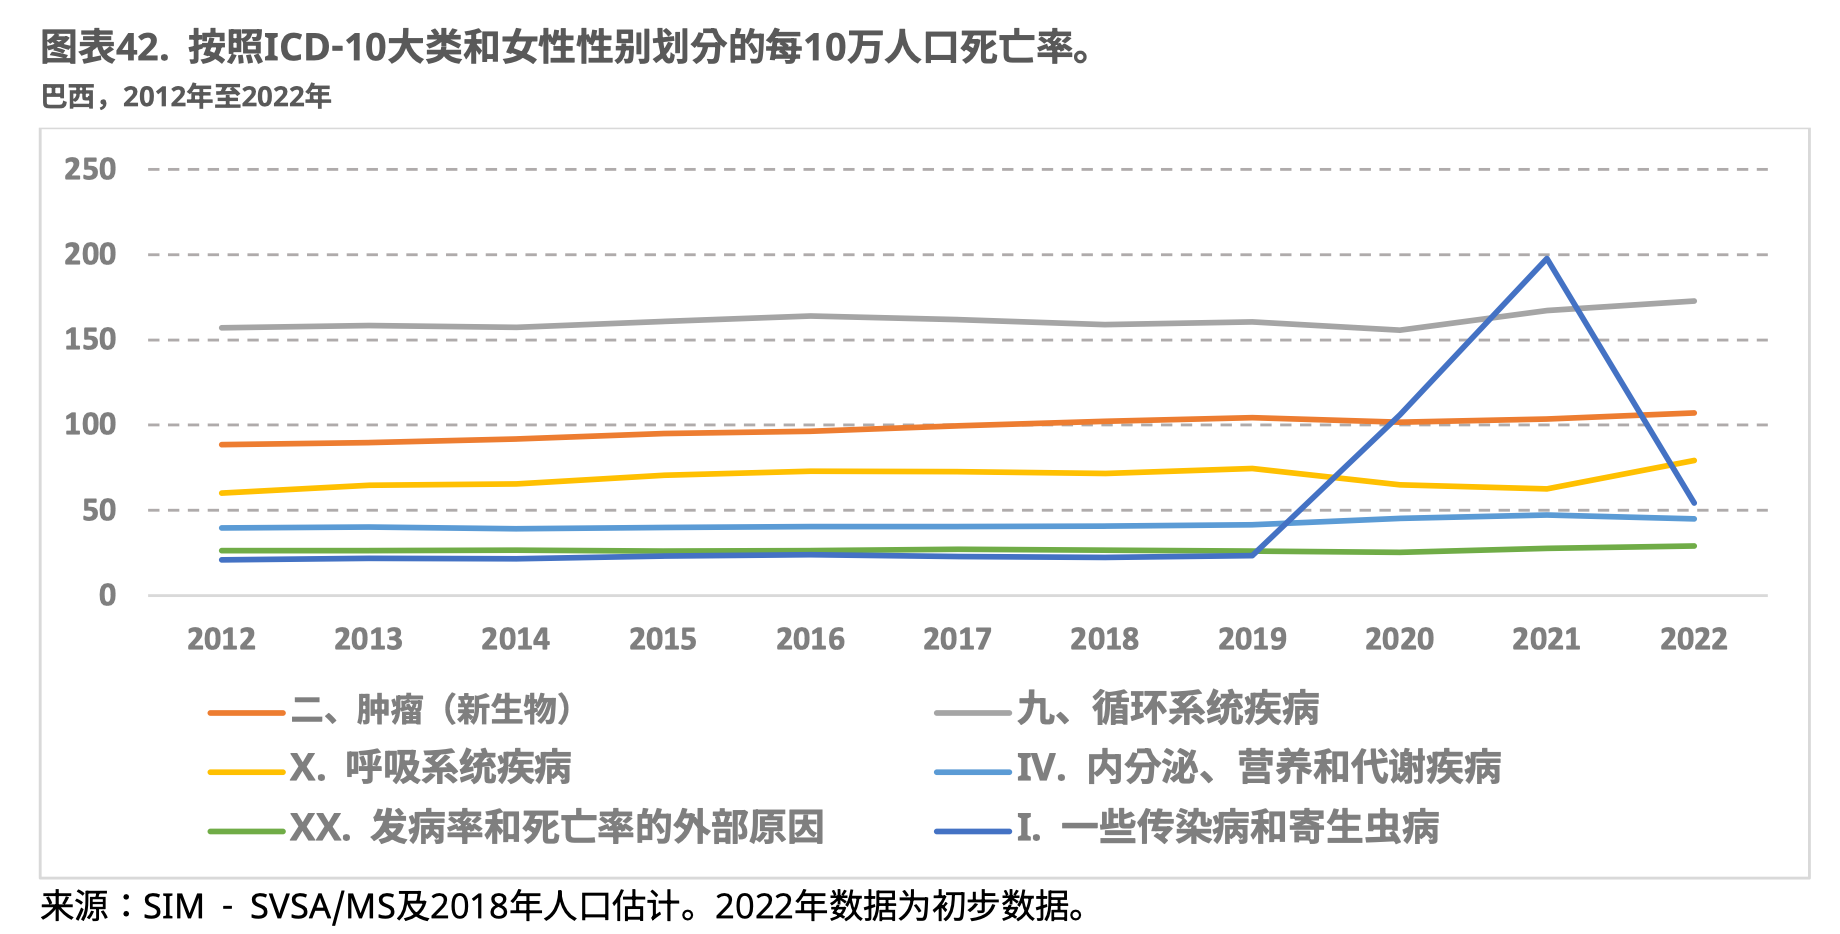 图表42. 按照ICD-10大类和女性性别划分的每10万人口死亡率。
巴西，2012年至2022年
250
200
150
100
50
0
2012 2013 2014 2015 2016 2017 2018 2019 2020 2021 2022
二、肿瘤（新生物） 九、循环系统疾病
X. 呼吸系统疾病 IV. 内分泌、营养和代谢疾病
XX. 发病率和死亡率的外部原因 I. 一些传染病和寄生虫病
来源：SIM - SVSA/MS及2018年人口估计。2022年数据为初步数据。